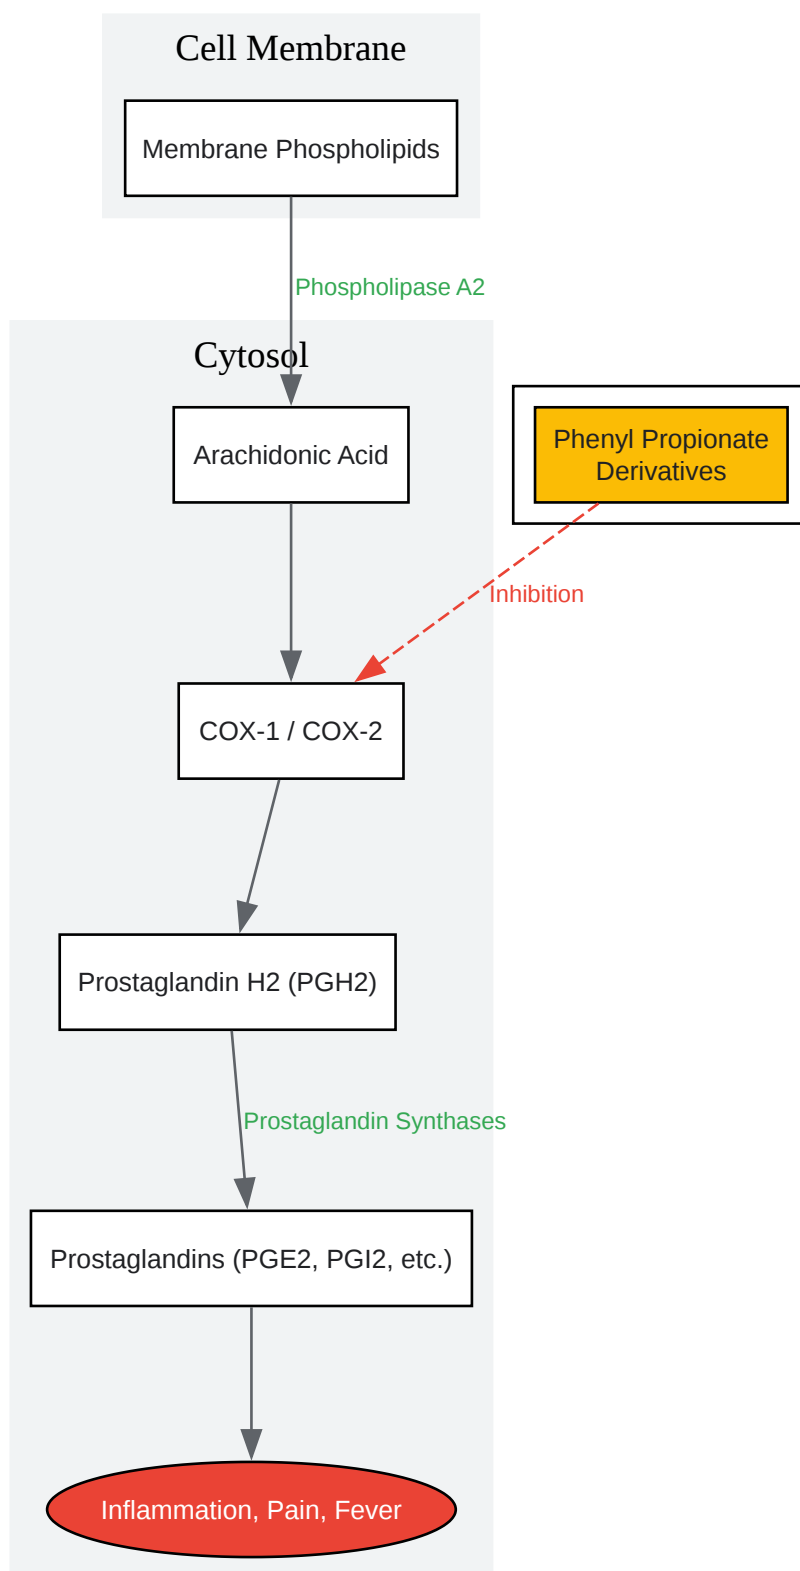 Cell Membrane
Membrane Phospholipids
Phospholipase A2
Cytosol
Arachidonic Acid
Phenyl Propionate
Derivatives
Inhibition
COX-1 / COX-2
Prostaglandin H2 (PGH2)
Prostaglandin Synthases
Prostaglandins (PGE2, PGI2, etc.)
Inflammation, Pain, Fever